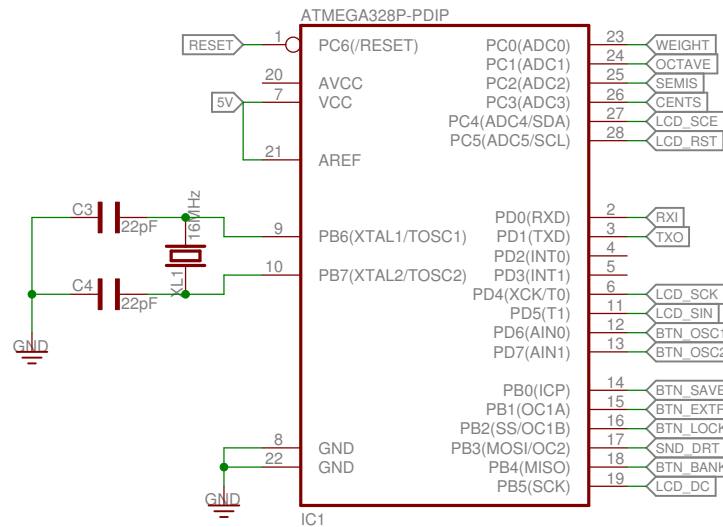 ATMEGA328P-PDIP
RESET 1 PC6(/RESET) PC0(ADC0) 23 WEIGHT
PC1(ADC1) 24 OCTAVE
20 AVCC PC2(ADC2) 25 SEMIS
5V 7 VCC PC3(ADC3) 26 CENTS
PC4(ADC4/SDA) 27 LCD_SCE
PC5(ADC5/SCL) 28 LCD_RST
21 AREF
C3 22pF
16MHz
XL1
C4 22pF
GND
9 PB6(XTAL1/TOSC1)
10 PB7(XTAL2/TOSC2)
PD0(RXD) 2 RXI
PD1(TXD) 3 TXO
PD2(INT0) 4
PD3(INT1) 5
PD4(XCK/T0) 6 LCD_SCK
PD5(T1) 11 LCD_SIN
PD6(AIN0) 12 BTN_OSC1
PD7(AIN1) 13 BTN_OSC2
PB0(ICP) 14 BTN_SAVE
PB1(OC1A) 15 BTN_EXTR
PB2(SS/OC1B) 16 BTN_LOCK
8 GND PB3(MOSI/OC2) 17 SND_DRT
22 GND PB4(MISO) 18 BTN_BANK
PB5(SCK) 19 LCD_DC
GND
IC1